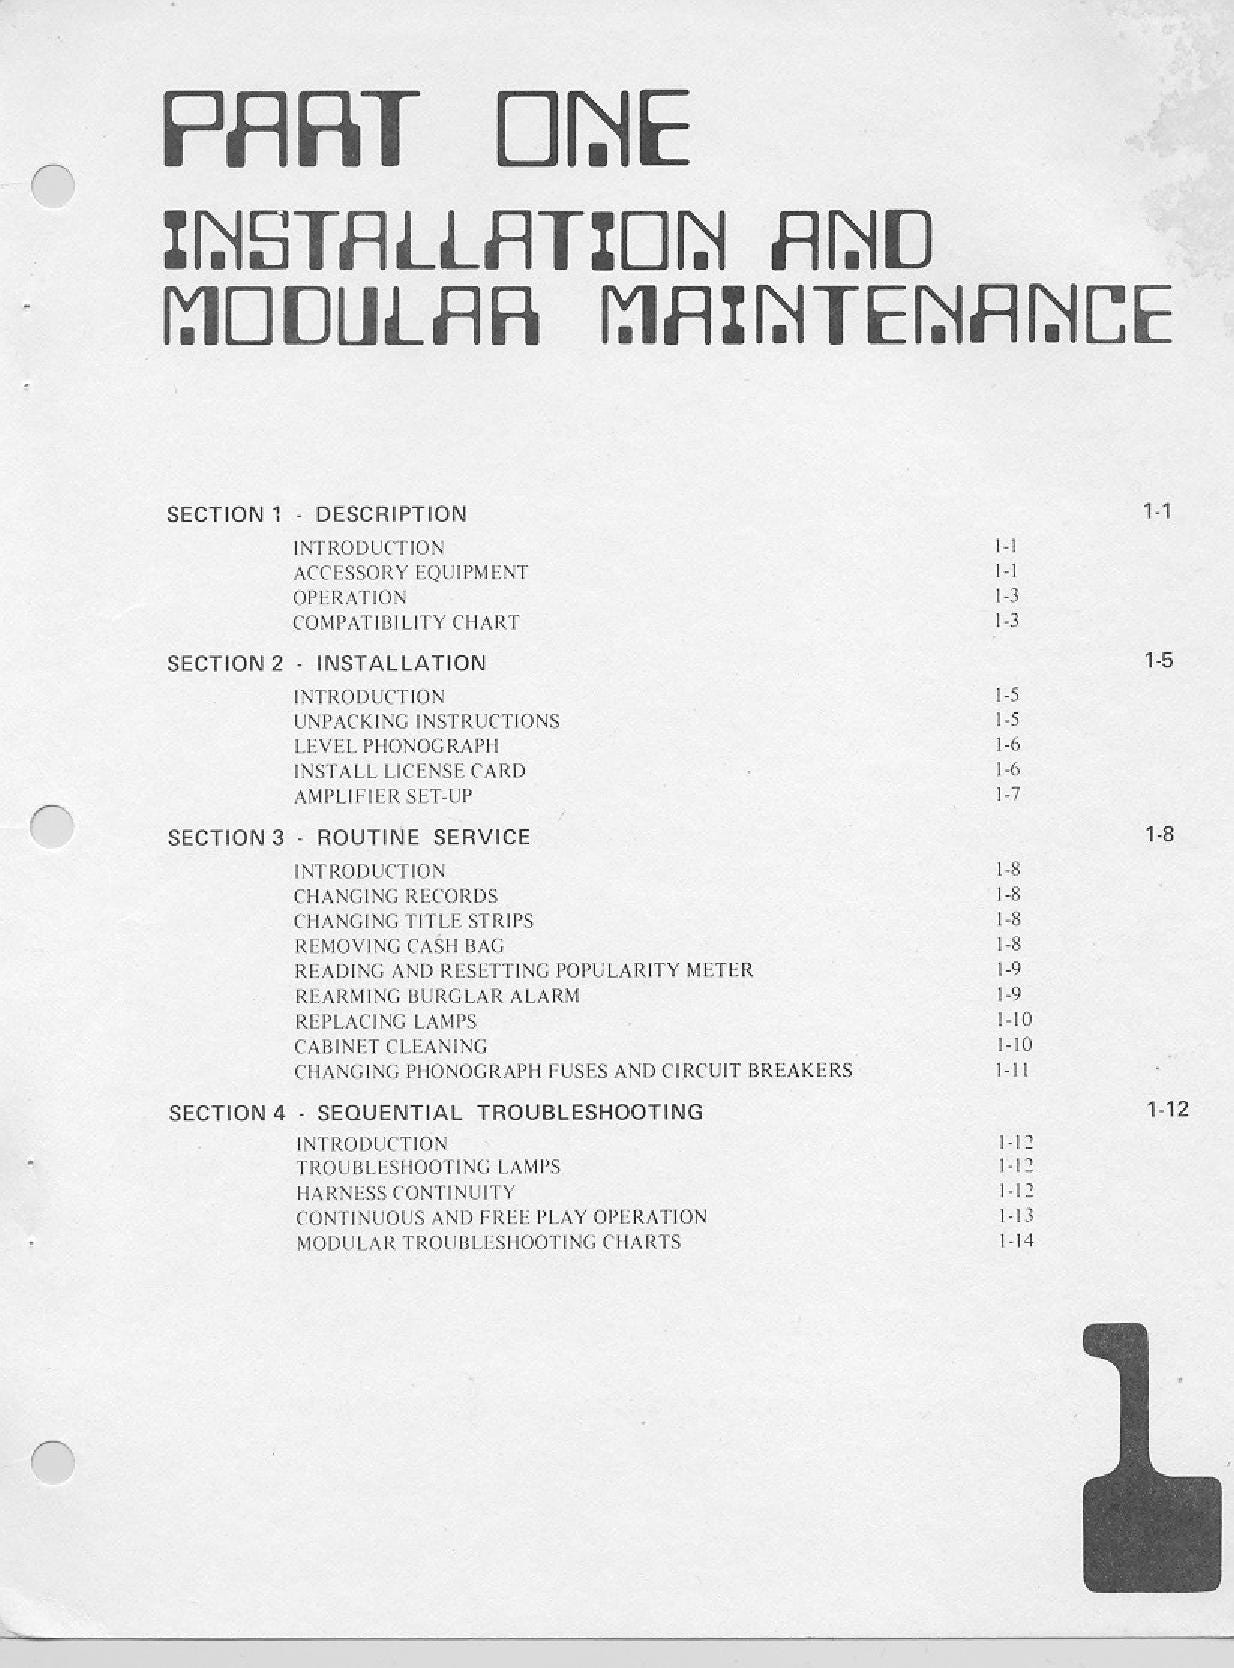 PART ONE
INSTALLATION AND
MODULAR MAINTENANCE
SECTION 1 - DESCRIPTION 1-1
INTRODUCTION 1-1
ACCESSORY EQUIPMENT 1-1
OPERATION 1-3
COMPATIBILITY CHART 1-3
SECTION 2 - INSTALLATION 1-5
INTRODUCTION 1-5
UNPACKING INSTRUCTIONS 1-5
LEVEL PHONOGRAPH 1-6
INSTALL LICENSE CARD 1-6
AMPLIFIER SET-UP 1-7
SECTION 3 - ROUTINE SERVICE 1-8
INTRODUCTION 1-8
CHANGING RECORDS 1-8
CHANGING TITLE STRIPS 1-8
REMOVING CASH BAG 1-8
READING AND RESETTING POPULARITY METER 1-9
REARMING BURGLAR ALARM 1-9
REPLACING LAMPS 1-10
CABINET CLEANING 1-10
CHANGING PHONOGRAPH FUSES AND CIRCUIT BREAKERS 1-11
SECTION 4 - SEQUENTIAL TROUBLESHOOTING 1-12
INTRODUCTION 1-12
TROUBLESHOOTING LAMPS 1-12
HARNESS CONTINUITY 1-12
CONTINUOUS AND FREE PLAY OPERATION 1-13
MODULAR TROUBLESHOOTING CHARTS 1-14
1